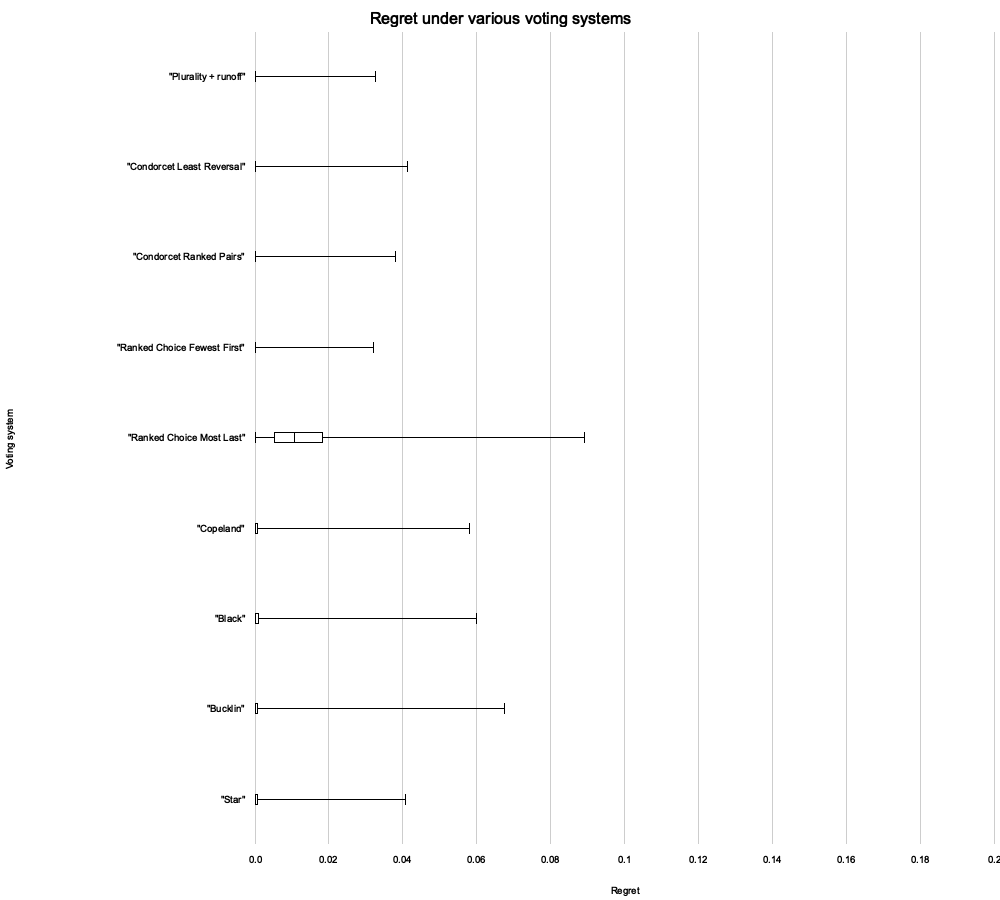 Regret under various voting systems
"Plurality + runoff"
"Condorcet Least Reversal"
"Condorcet Ranked Pairs"
"Ranked Choice Fewest First"
"Ranked Choice Most Last"
"Copeland"
"Black"
"Bucklin"
"Star"
Voting system
0.0 0.02 0.04 0.06 0.08 0.1 0.12 0.14 0.16 0.18 0.2
Regret